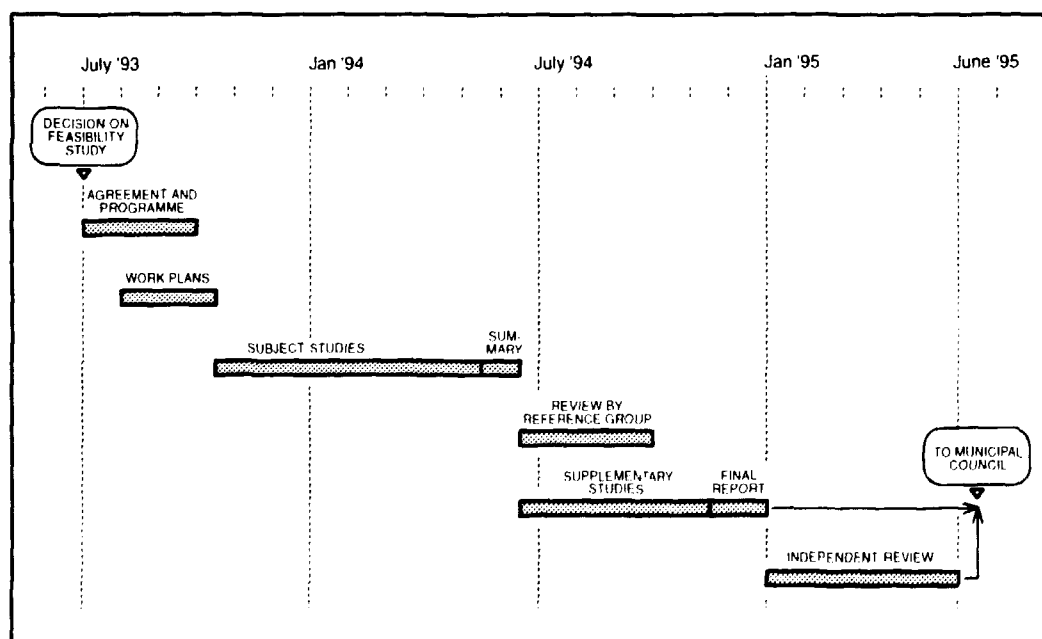 July '93
Jan '94
July '94
Jan '95
June '95
DECISION ON
FEASIBILITY
STUDY
AGREEMENT AND
PROGRAMME
WORK PLANS
SUBJECT STUDIES
SUM-
MARY
REVIEW BY
REFERENCE GROUP
SUPPLEMENTARY
STUDIES
FINAL
REPORT
TO MUNICIPAL
COUNCIL
INDEPENDENT REVIEW